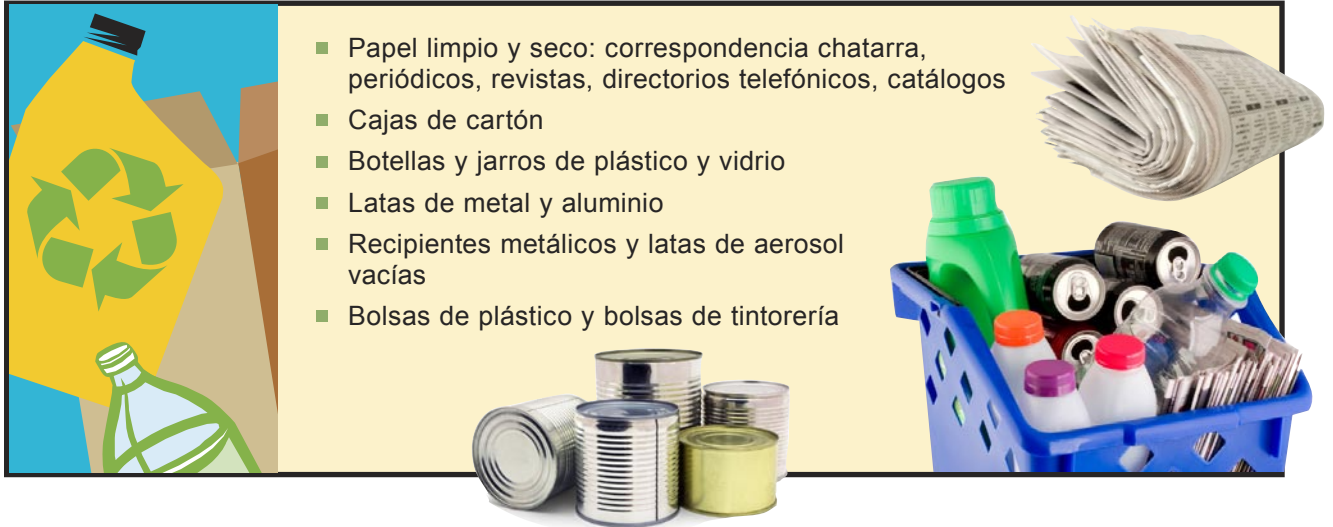 Papel limpio y seco: correspondencia chatarra,
periódicos, revistas, directorios telefónicos, catálogos
Cajas de cartón
Botellas y jarros de plástico y vidrio
Latas de metal y aluminio
Recipientes metálicos y latas de aerosol
vacías
Bolsas de plástico y bolsas de tintorería